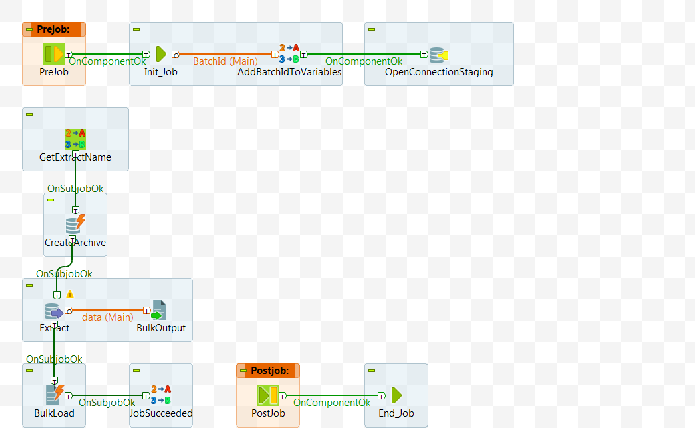 Prejob:
PreJob
OnComponentOk
Init_Job
BatchId (Main)
AddBatchIdToVariables
OnComponentOk
OpenConnectionStaging
GetExtractName
OnSubjobOk
CreateArchive
OnSubjobOk
Extract
data (Main)
BulkOutput
OnSubjobOk
BulkLoad
OnSubjobOk
JobSucceeded
Postjob:
PostJob
OnComponentOk
End_Job